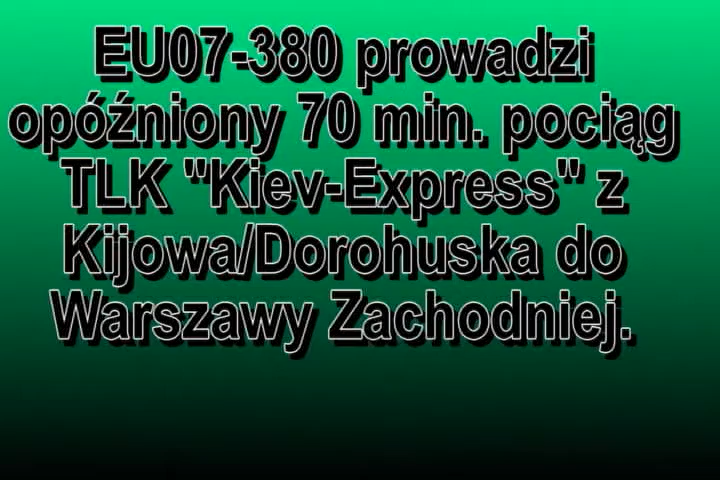 EU07-380 prowadzi
opóźniony 70 min. pociąg
TLK "Kiev-Express" z
Kijowa/Dorohuska do
Warszawy Zachodniej.